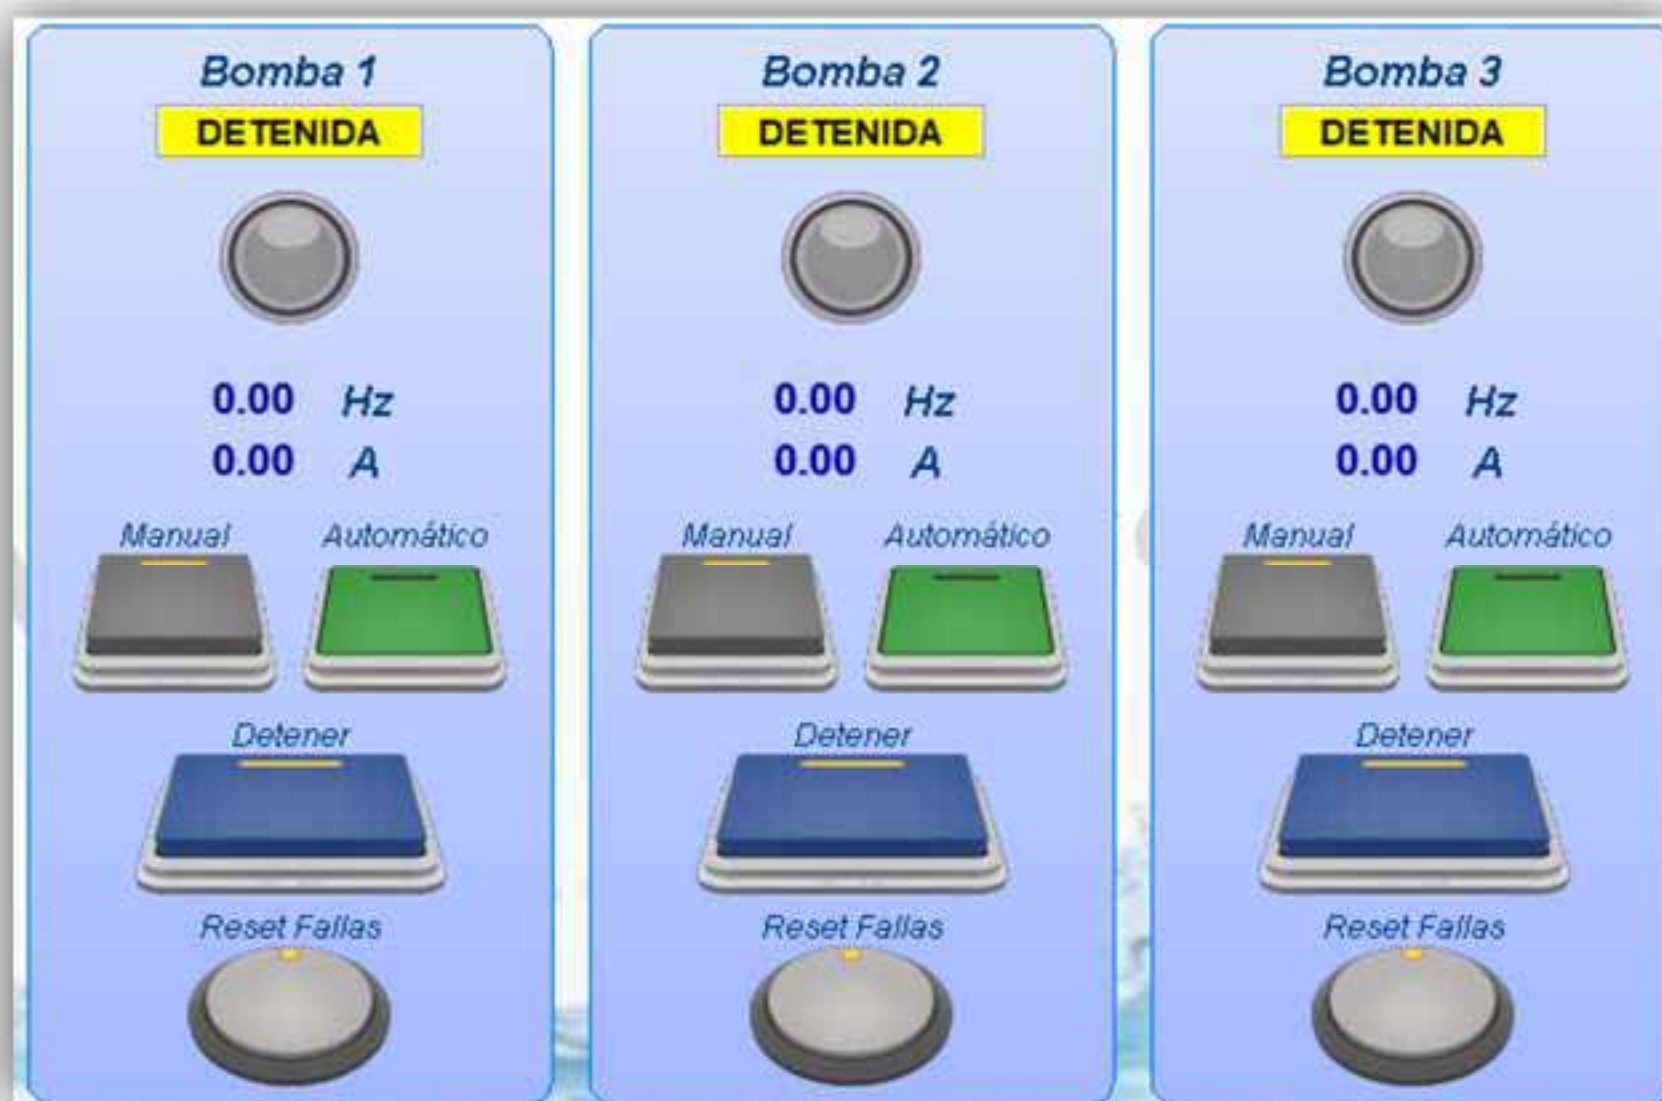 Bomba 1
DETENIDA
0.00 Hz
0.00 A
Manual Automático
Detener
Reset Fallas
Bomba 2
DETENIDA
0.00 Hz
0.00 A
Manual Automático
Detener
Reset Fallas
Bomba 3
DETENIDA
0.00 Hz
0.00 A
Manual Automático
Detener
Reset Fallas